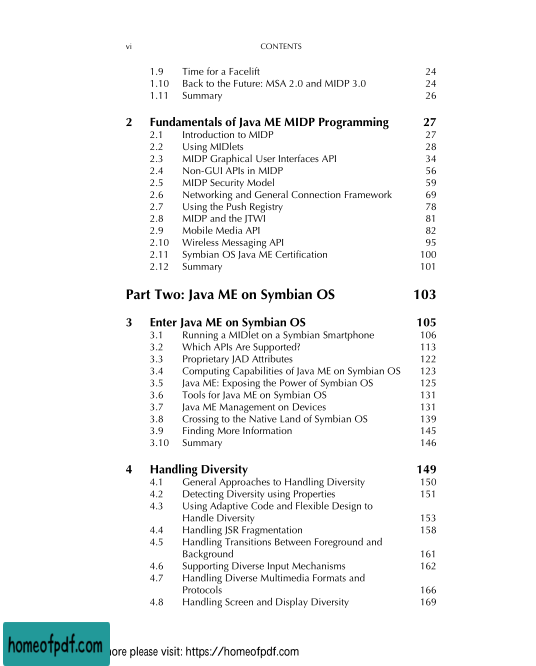 vi CONTENTS
1.9 Time for a Facelift 24
1.10 Back to the Future: MSA 2.0 and MIDP 3.0 24
1.11 Summary 26
2 Fundamentals of Java ME MIDP Programming 27
2.1 Introduction to MIDP 27
2.2 Using MIDlets 28
2.3 MIDP Graphical User Interfaces API 34
2.4 Non-GUI APIs in MIDP 56
2.5 MIDP Security Model 59
2.6 Networking and General Connection Framework 69
2.7 Using the Push Registry 78
2.8 MIDP and the JTWI 81
2.9 Mobile Media API 82
2.10 Wireless Messaging API 95
2.11 Symbian OS Java ME Certification 100
2.12 Summary 101
Part Two: Java ME on Symbian OS 103
3 Enter Java ME on Symbian OS 105
3.1 Running a MIDlet on a Symbian Smartphone 106
3.2 Which APIs Are Supported? 113
3.3 Proprietary JAD Attributes 122
3.4 Computing Capabilities of Java ME on Symbian OS 123
3.5 Java ME: Exposing the Power of Symbian OS 125
3.6 Tools for Java ME on Symbian OS 131
3.7 Java ME Management on Devices 131
3.8 Crossing to the Native Land of Symbian OS 139
3.9 Finding More Information 145
3.10 Summary 146
4 Handling Diversity 149
4.1 General Approaches to Handling Diversity 150
4.2 Detecting Diversity using Properties 151
4.3 Using Adaptive Code and Flexible Design to
Handle Diversity 153
4.4 Handling JSR Fragmentation 158
4.5 Handling Transitions Between Foreground and
Background 161
4.6 Supporting Diverse Input Mechanisms 162
4.7 Handling Diverse Multimedia Formats and
Protocols 166
4.8 Handling Screen and Display Diversity 169
homeofpdf.com
ore please visit: https://homeofpdf.com